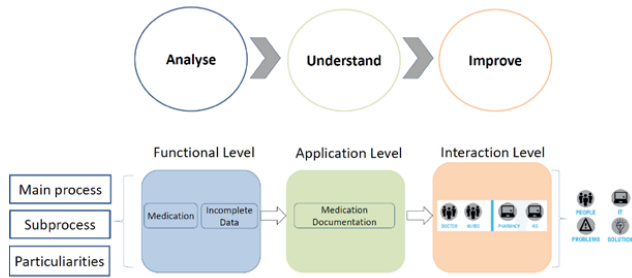 Analyse
Understand
Improve
Functional Level
Application Level
Interaction Level
Main process
Subprocess
Particuliarities
Medication
Incomplete
Data
Medication
Documentation
DOCTOR
NURSE
PHARMACY
HIS
PEOPLE
IT
PROBLEMS
SOLUTION